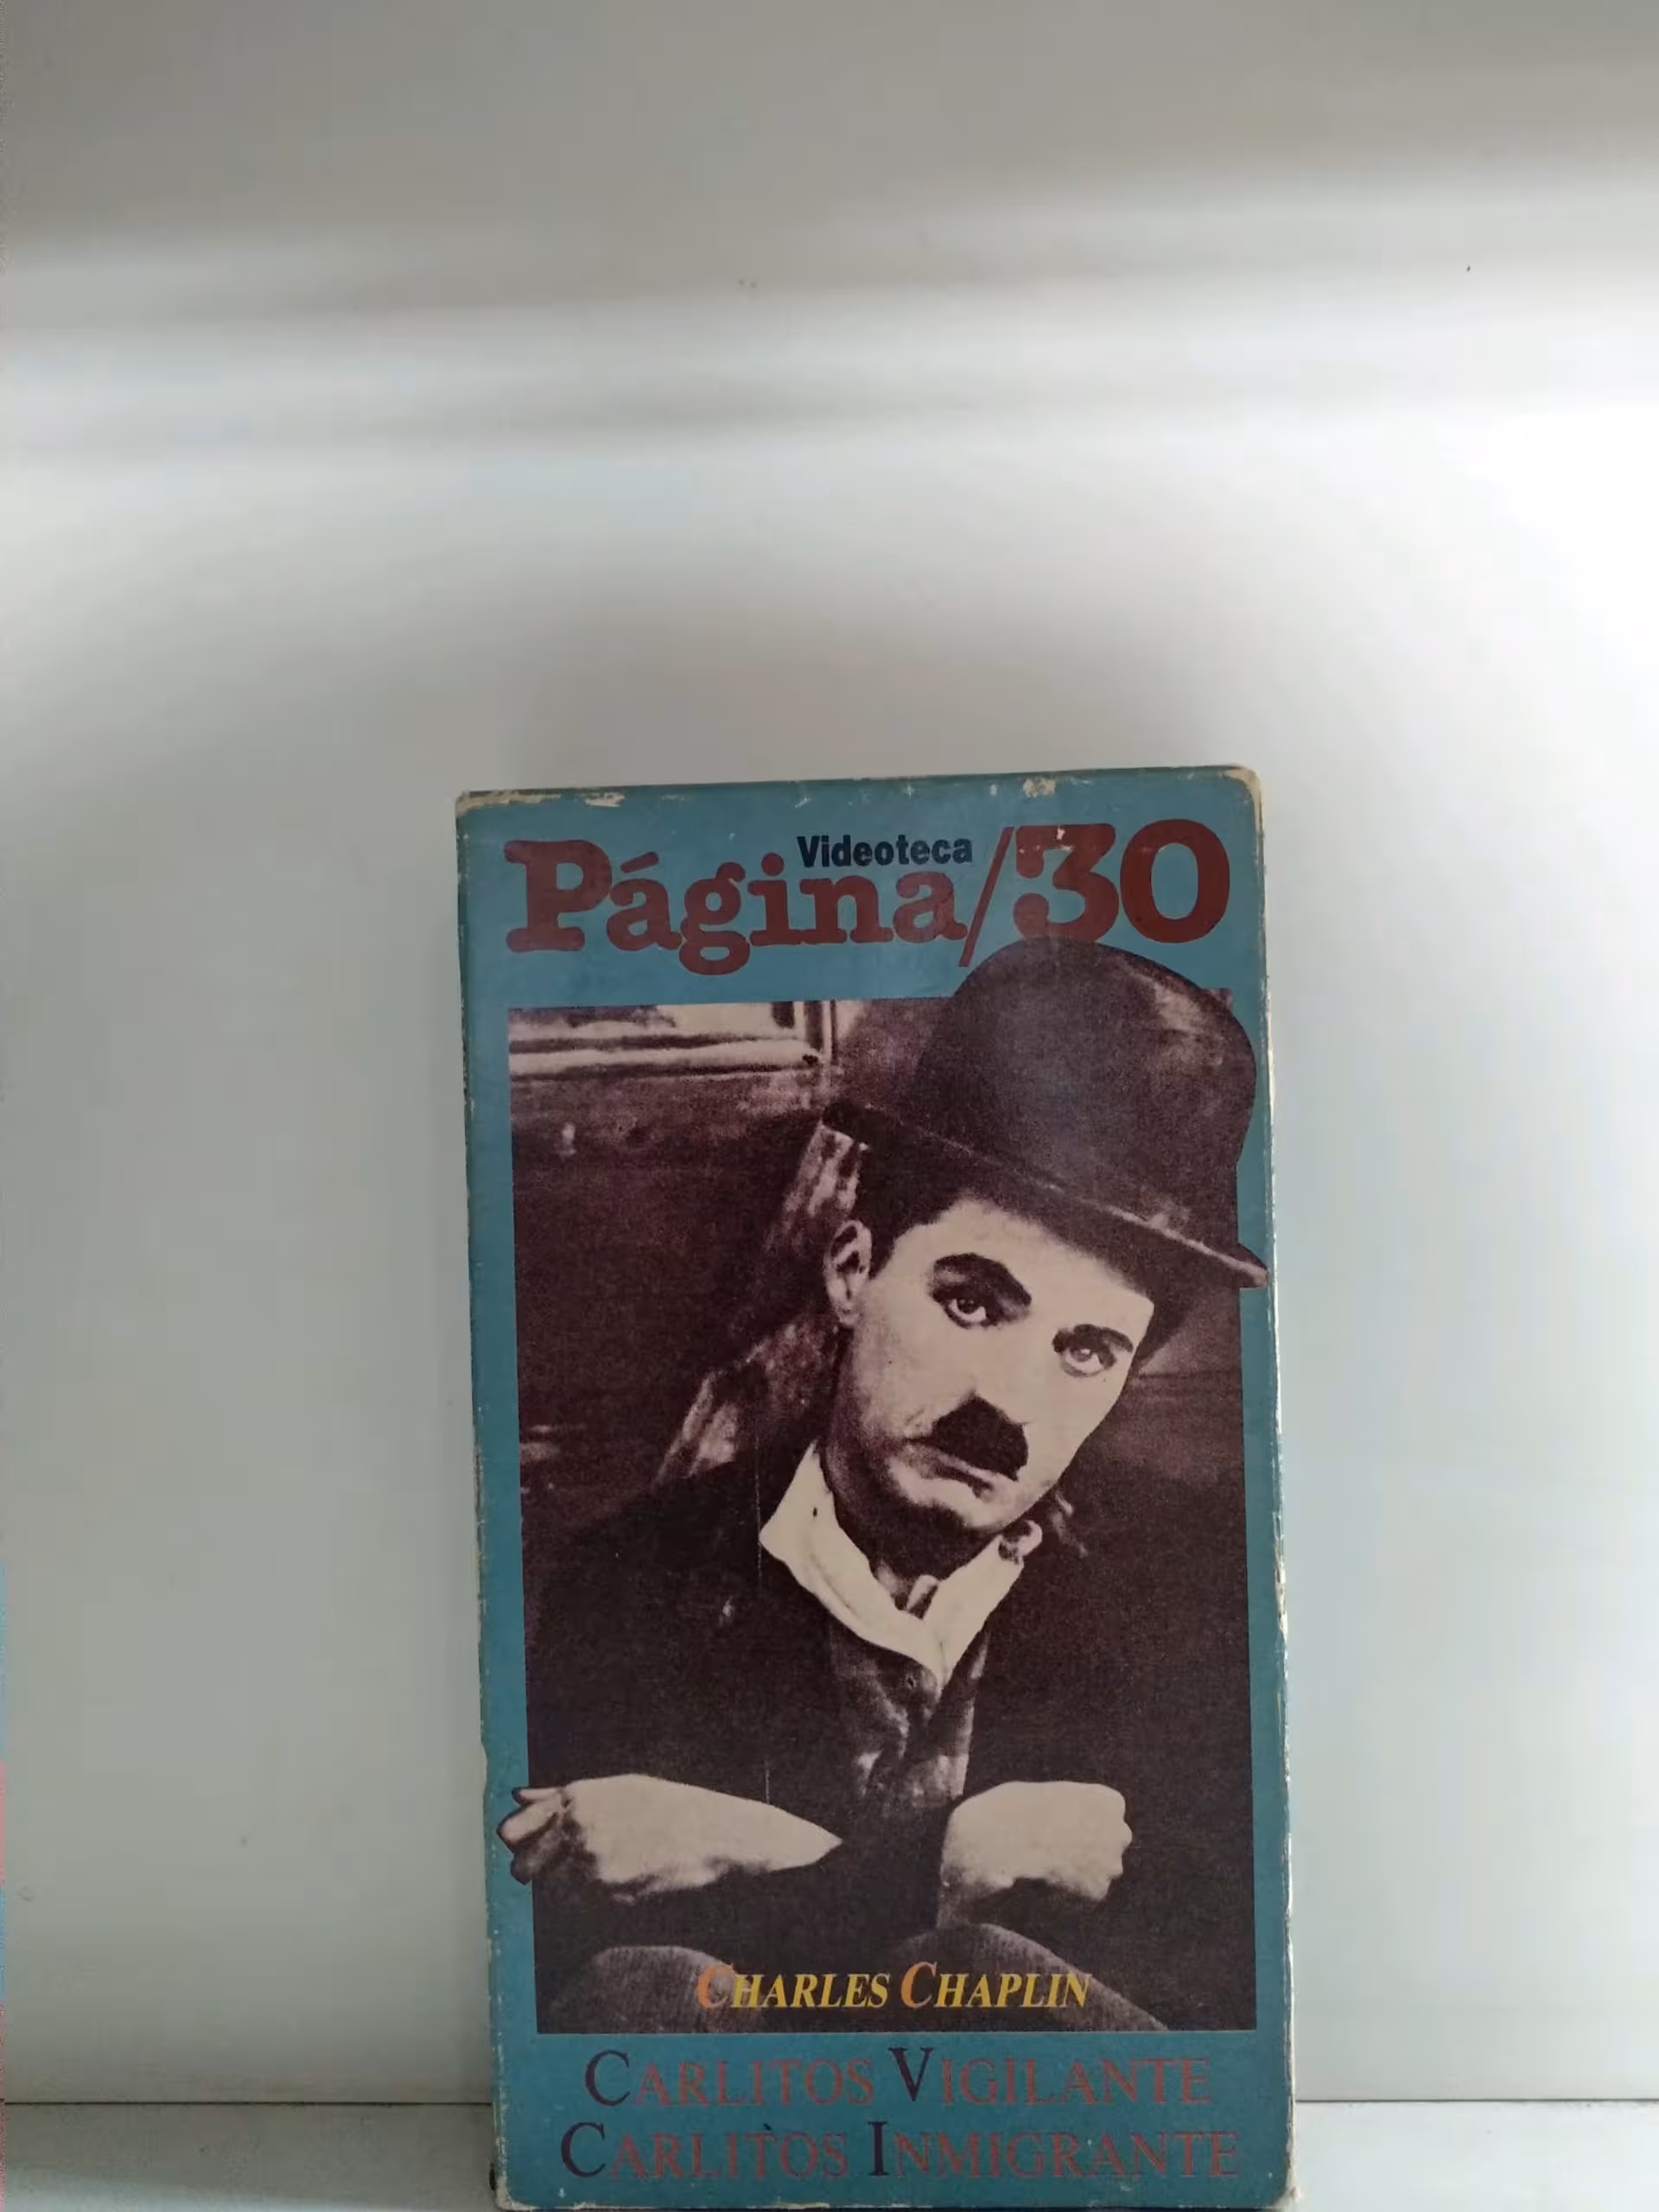 Videoteca
Página/30
CHARLES CHAPLIN
CARLITOS VIGILANTE
CARLITOS INMIGRANTE